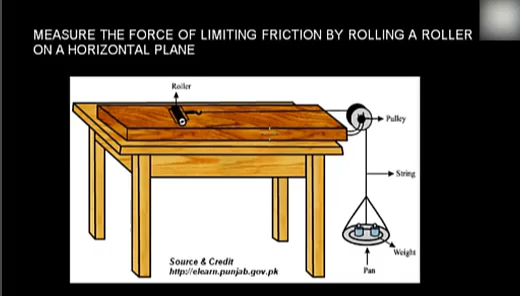 MEASURE THE FORCE OF LIMITING FRICTION BY ROLLING A ROLLER
ON A HORIZONTAL PLANE
Roller
Pulley
String
Weight
Pan
Source & Credit
http://elearn.punjab.gov.pk